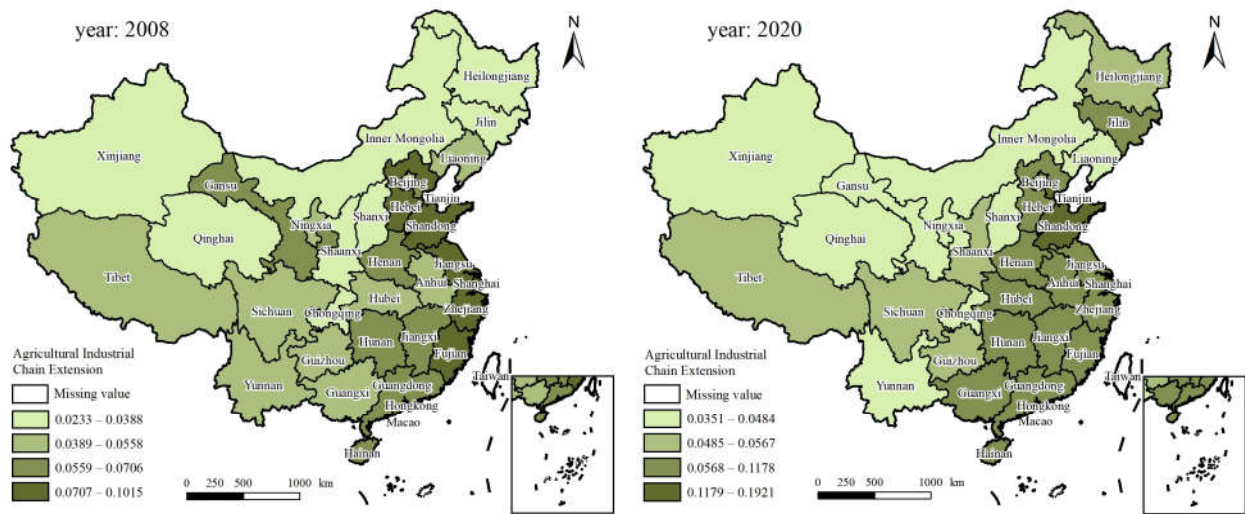 year: 2008
N
Heilongjiang
Jilin
Liaoning
Inner Mongolia
Xinjiang
Gansu
Beijing
Tianjin
Hebei
Shanxi
Shandong
Ningxia
Qinghai
Shaanxi
Henan
Jiangsu
Anhui
Shanghai
Tibet
Sichuan
Hubei
Chongqing
Zhejiang
Hunan
Jiangxi
Fujian
Guizhou
Yunnan
Guangxi
Guangdong
Taiwan
Hongkong
Macao
Hainan
Agricultural Industrial
Chain Extension
Missing value
0.0233 – 0.0388
0.0389 – 0.0558
0.0559 – 0.0706
0.0707 – 0.1015
0 250 500 1000 km
year: 2020
N
Heilongjiang
Jilin
Liaoning
Inner Mongolia
Xinjiang
Gansu
Beijing
Tianjin
Hebei
Shanxi
Shandong
Ningxia
Qinghai
Shaanxi
Henan
Jiangsu
Anhui
Shanghai
Tibet
Sichuan
Hubei
Chongqing
Zhejiang
Hunan
Jiangxi
Fujian
Guizhou
Yunnan
Guangxi
Guangdong
Taiwan
Hongkong
Macao
Hainan
Agricultural Industrial
Chain Extension
Missing value
0.0351 – 0.0484
0.0485 – 0.0567
0.0568 – 0.1178
0.1179 – 0.1921
0 250 500 1000 km